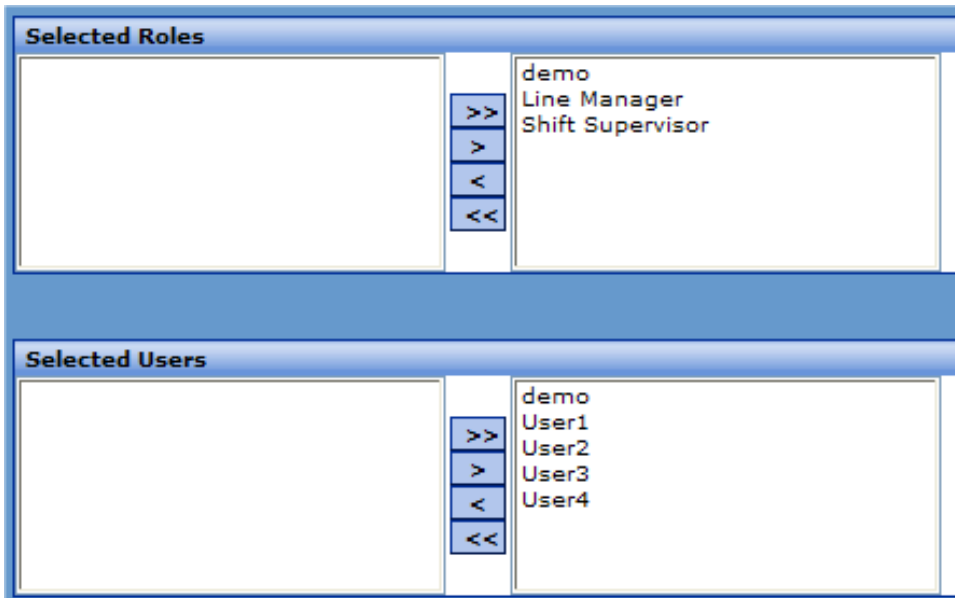 Selected Roles
>>
>
<
<<
demo
Line Manager
Shift Supervisor
Selected Users
>>
>
<
<<
demo
User1
User2
User3
User4